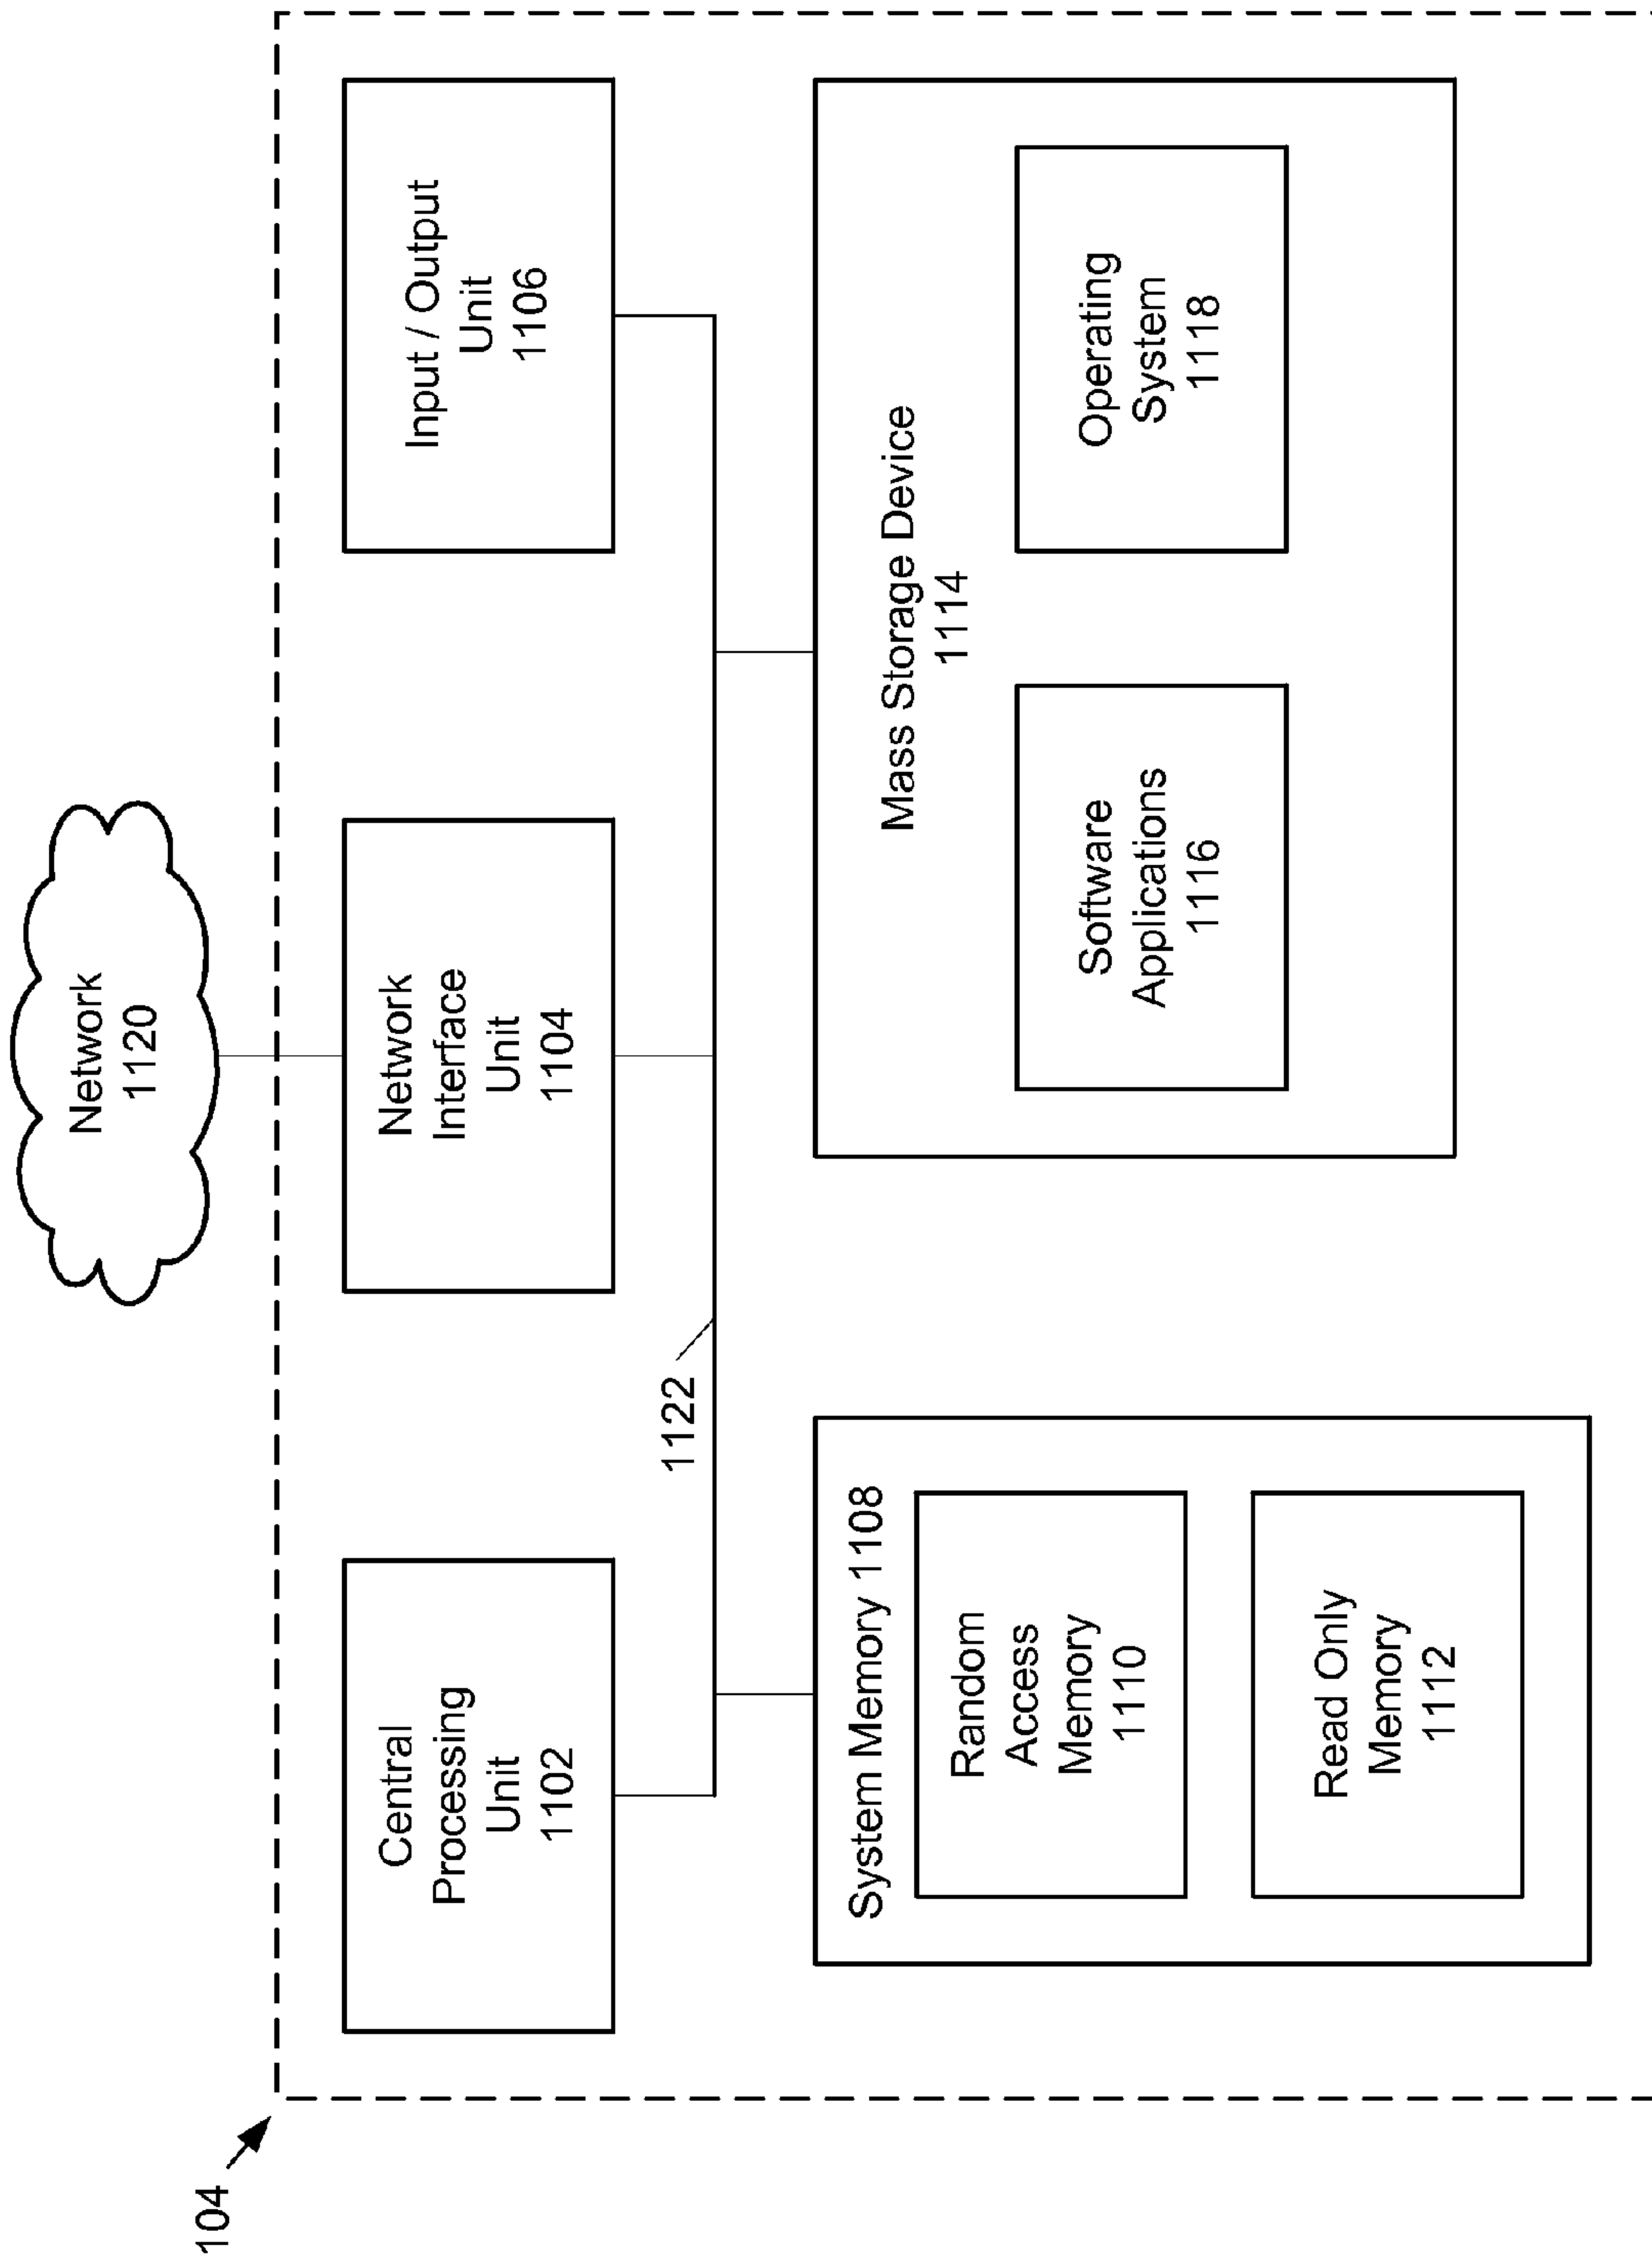 104
Network
1120
Central
Processing
Unit
1102
Network
Interface
Unit
1104
Input / Output
Unit
1106
1122
System Memory 1108
Random
Access
Memory
1110
Read Only
Memory
1112
Mass Storage Device
1114
Software
Applications
1116
Operating
System
1118